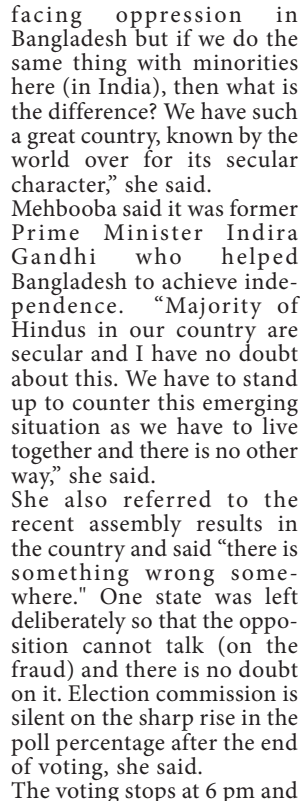 facing oppression in
Bangladesh but if we do the
same thing with minorities
here (in India), then what is
the difference? We have such
a great country, known by the
world over for its secular
character,” she said.
Mehbooba said it was former
Prime Minister Indira
Gandhi who helped
Bangladesh to achieve inde-
pendence. “Majority of
Hindus in our country are
secular and I have no doubt
about this. We have to stand
up to counter this emerging
situation as we have to live
together and there is no other
way,” she said.
She also referred to the
recent assembly results in
the country and said “there is
something wrong some-
where." One state was left
deliberately so that the oppo-
sition cannot talk (on the
fraud) and there is no doubt
on it. Election commission is
silent on the sharp rise in the
poll percentage after the end
of voting, she said.
The voting stops at 6 pm and